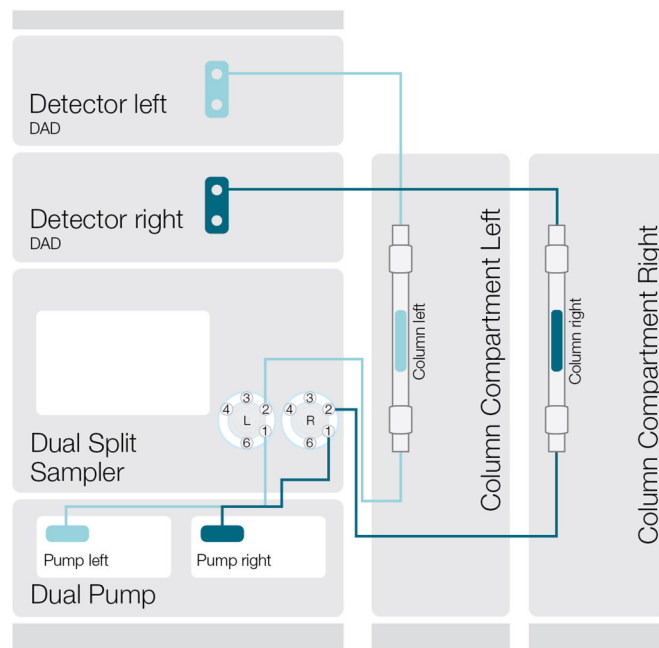 Detector left
DAD
Detector right
DAD
Dual Split
Sampler
3
4
2
L
1
6
3
4
2
R
1
6
Pump left
Pump right
Dual Pump
Column left
Column Compartment Left
Column right
Column Compartment Right